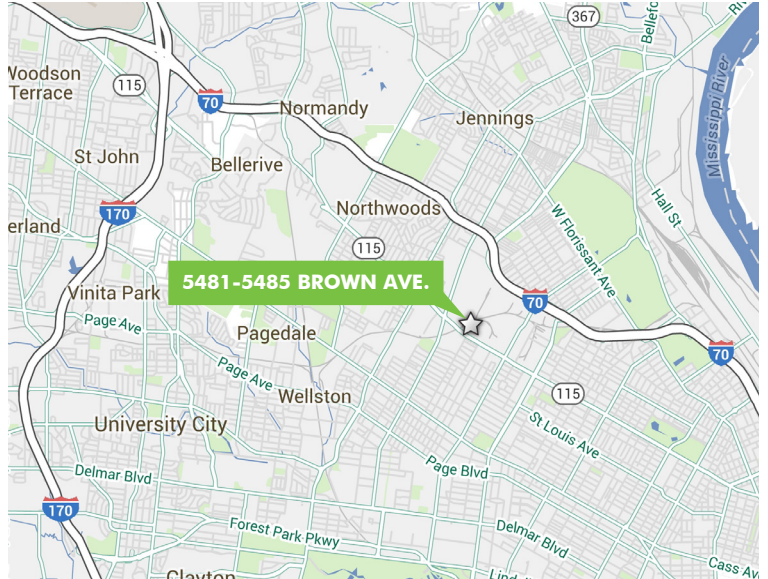 367
Bellefo
Woodson
Terrace
115
70
Normandy
Jennings
Mississippi River
St John
Bellerive
Northwoods
Hall St
170
erland
W Florissant Ave
115
5481-5485 BROWN AVE.
Vinita Park
70
Page Ave
Pagedale
70
Page Ave
Wellston
115
St Louis Ave
University City
Page Blvd
Delmar Blvd
170
Forest Park Pkwy
Delmar Blvd
Cass Av
Clayton